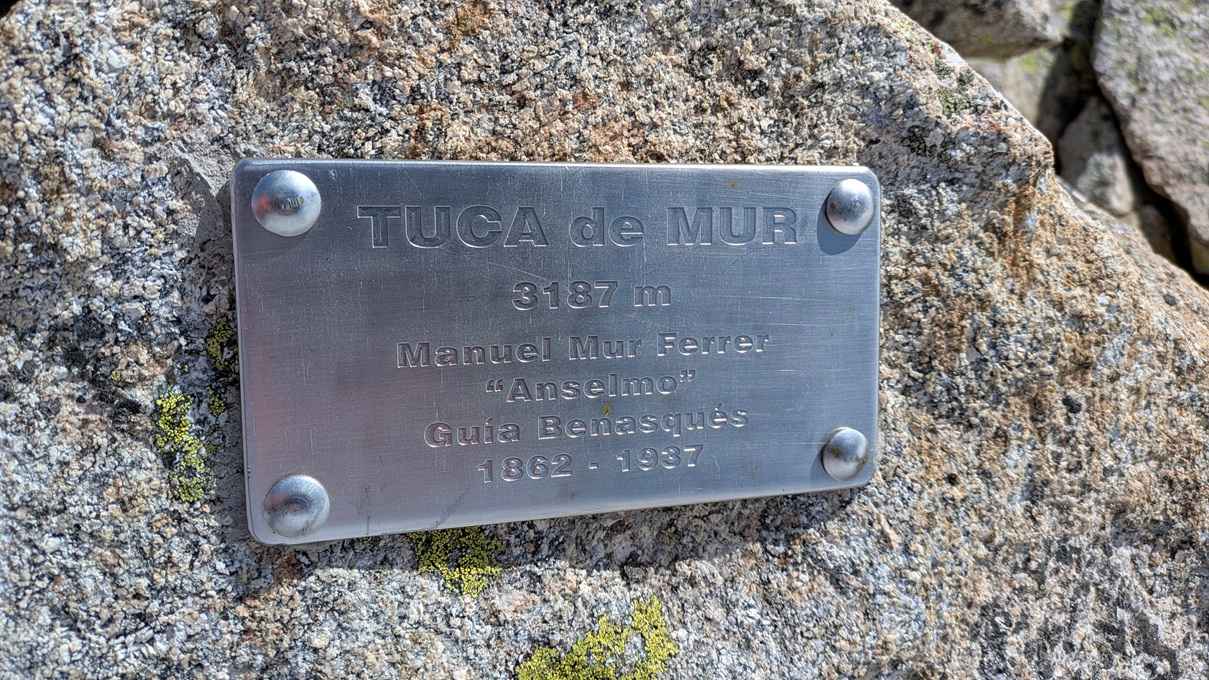 TUCA de MUR
3187 m
Manuel Mur Ferrer
“Anselmo”
Guía Benasqués
1862 - 1937